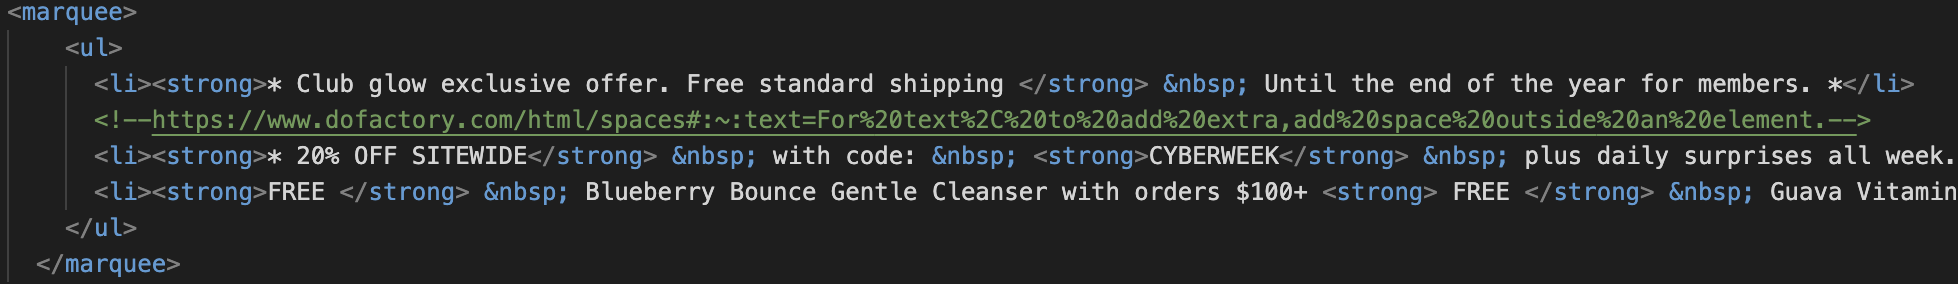 <marquee>
<ul>
<li><strong>* Club glow exclusive offer. Free standard shipping </strong> &nbsp; Until the end of the year for members. *</li>
<!--https://www.dofactory.com/html/spaces#:~:text=For%20text%2C%20to%20add%20extra,add%20space%20outside%20an%20element.-->
<li><strong>* 20% OFF SITEWIDE</strong> &nbsp; with code: &nbsp; <strong>CYBERWEEK</strong> &nbsp; plus daily surprises all week.
<li><strong>FREE </strong> &nbsp; Blueberry Bounce Gentle Cleanser with orders $100+ <strong> FREE </strong> &nbsp; Guava Vitamin
</ul>
</marquee>